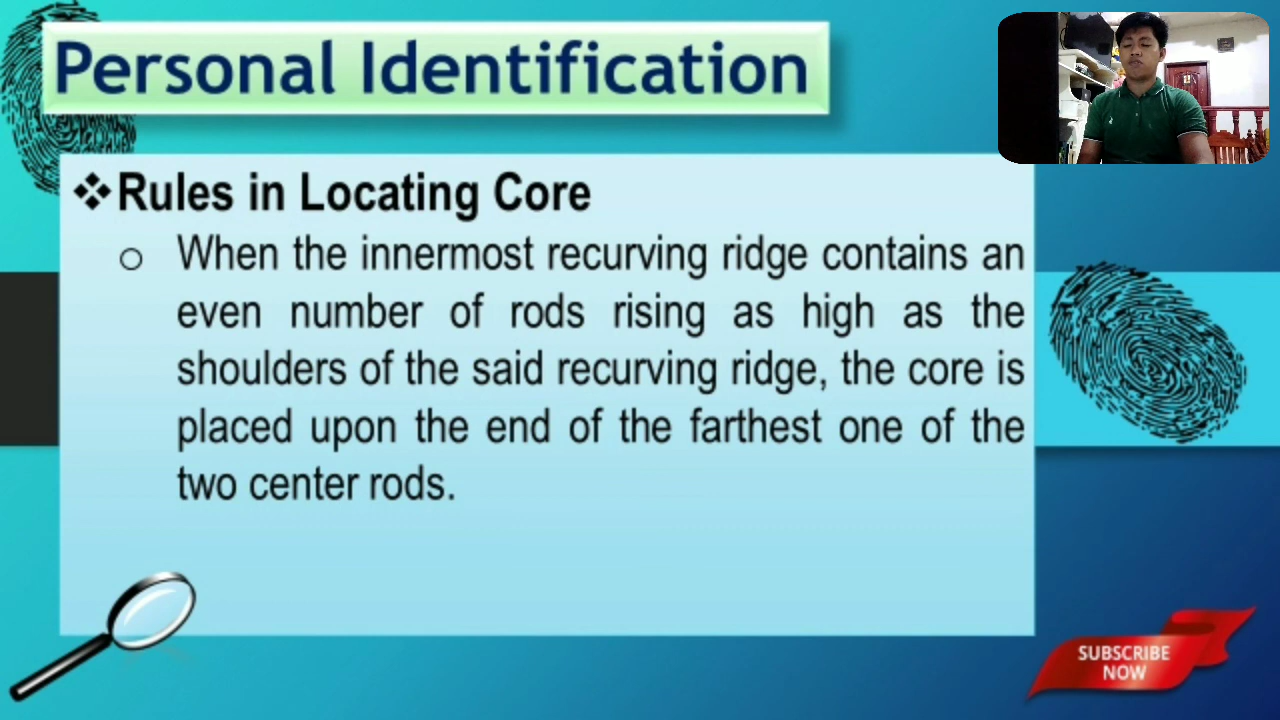 Personal Identification
❖Rules in Locating Core
o When the innermost recurving ridge contains an
even number of rods rising as high as the
shoulders of the said recurving ridge, the core is
placed upon the end of the farthest one of the
two center rods.
SUBSCRIBE
NOW